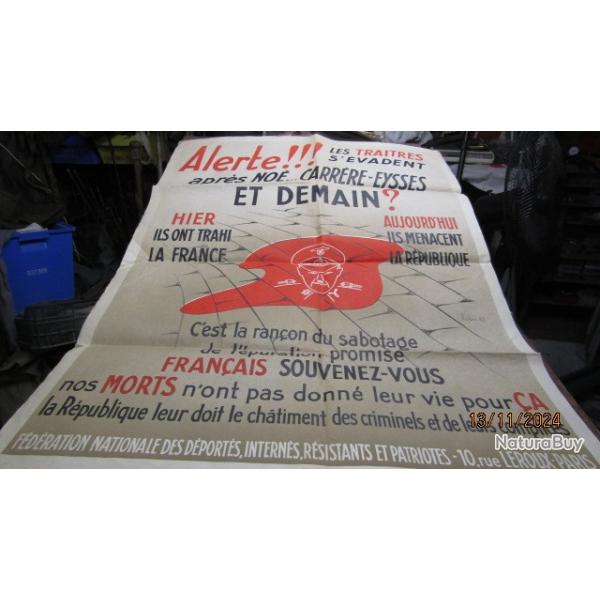 Alerte!!! LES TRAITRES
S'EVADENT
après NOÉ... CARRERE-EYSSES
ET DEMAIN?
HIER
ILS ONT TRAHI
LA FRANCE
AUJOURD'HUI
ILS MENACENT
LA RÉPUBLIQUE
C'est la rançon du sabotage
de l'épuration promise
FRANÇAIS SOUVENEZ-VOUS
nos MORTS n'ont pas donné leur vie pour ÇA
la République leur doit le châtiment des criminels et de leurs complices
FÉDÉRATION NATIONALE DES DÉPORTÉS, INTERNÉS, RÉSISTANTS ET PATRIOTES - 10, rue LEROUX-PARIS
13/11/2024
NaturaBuy